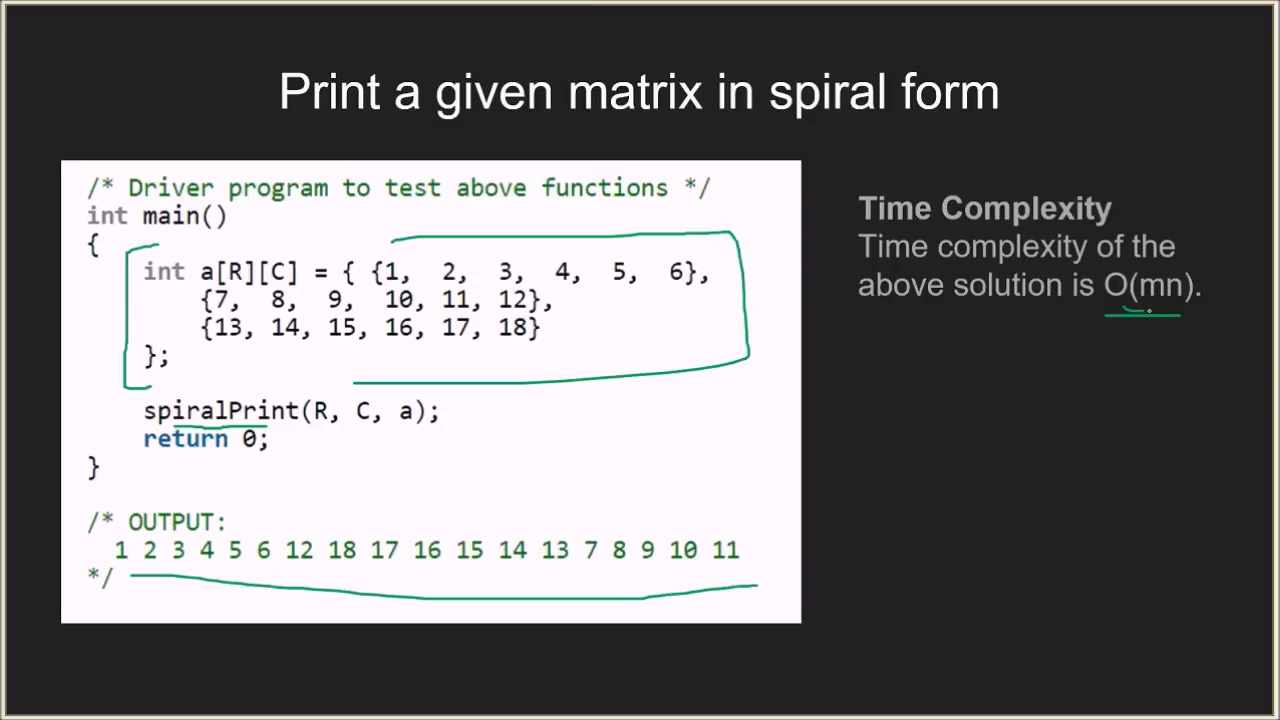 Print a given matrix in spiral form
/* Driver program to test above functions */
int main()
{
int a[R][C] = { {1, 2, 3, 4, 5, 6},
{7, 8, 9, 10, 11, 12},
{13, 14, 15, 16, 17, 18}
};
spiralPrint(R, C, a);
return 0;
}
/* OUTPUT:
1 2 3 4 5 6 12 18 17 16 15 14 13 7 8 9 10 11
*/
Time Complexity
Time complexity of the
above solution is O(mn).